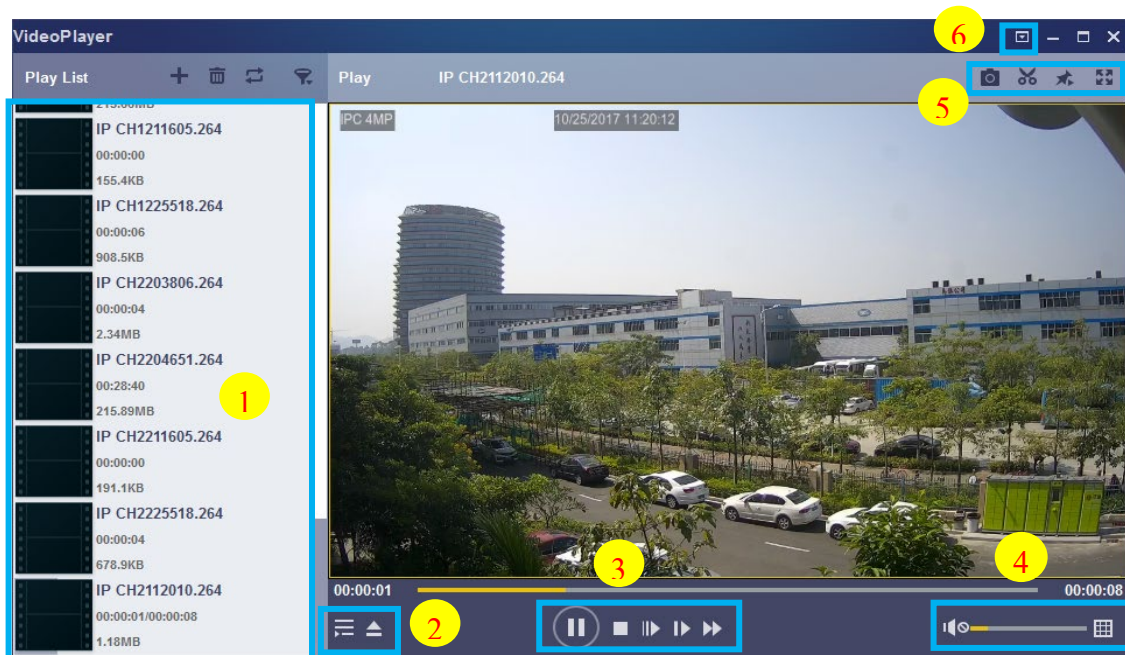 VideoPlayer
6
Play List
Play
IP CH2112010.264
5
IP CH1211605.264
00:00:00
155.4KB
IP CH1225518.264
00:00:06
908.5KB
IP CH2203806.264
00:00:04
2.34MB
IP CH2204651.264
00:28:40
215.89MB
IP CH2211605.264
00:00:00
191.1KB
IP CH2225518.264
00:00:04
678.9KB
IP CH2112010.264
00:00:01/00:00:08
1.18MB
1
IPC 4MP
10/25/2017 11:20:12
3
4
00:00:01
00:00:08
2